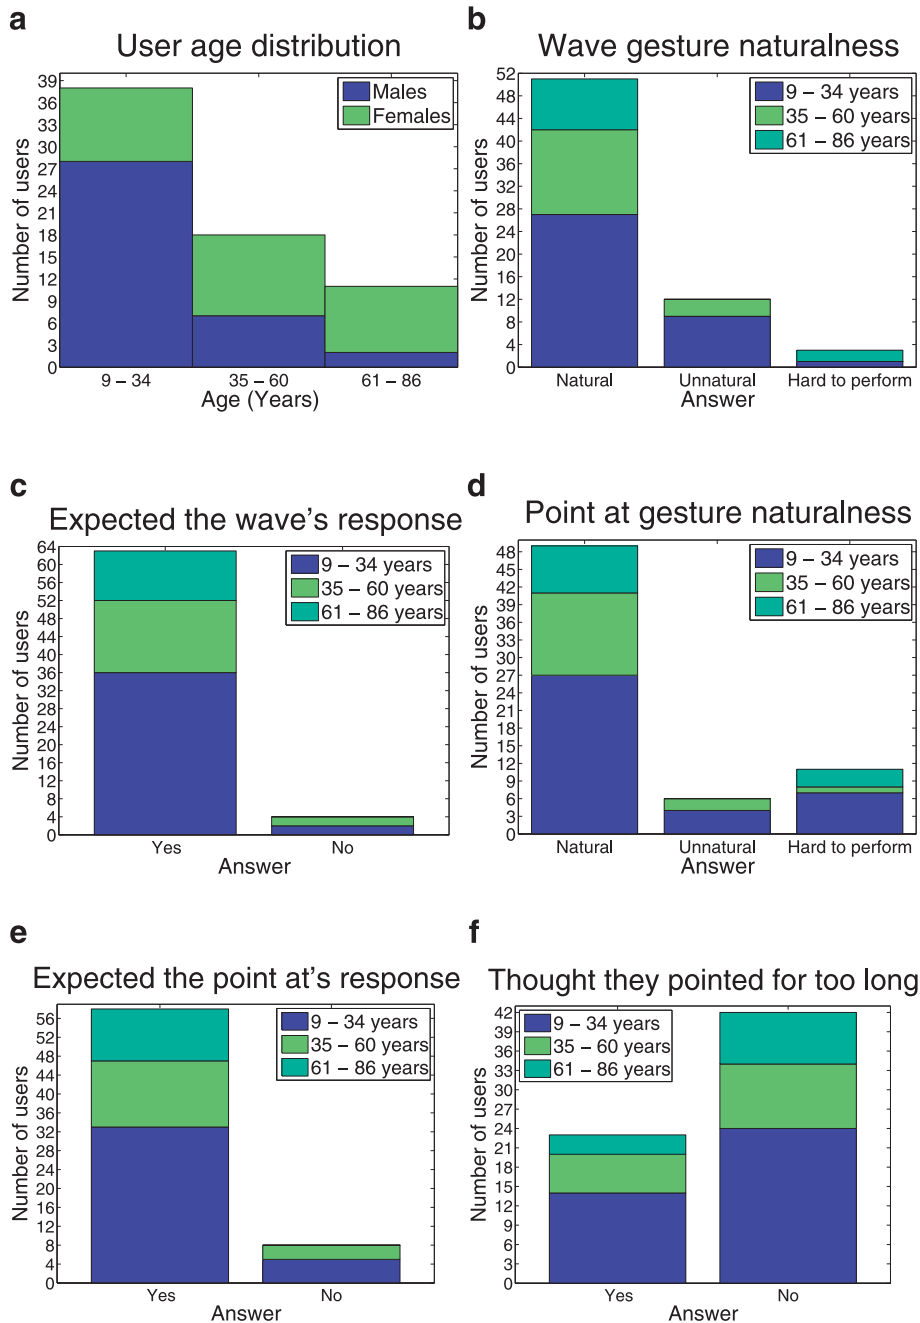 a
User age distribution
39
36
33
30
27
24
21
18
15
12
9
6
3
0
Number of users
Males
Females
9 – 34
35 – 60
61 – 86
Age (Years)
b
Wave gesture naturalness
52
48
44
40
36
32
28
24
20
16
12
8
4
0
Number of users
9 – 34 years
35 – 60 years
61 – 86 years
Natural
Unnatural
Hard to perform
Answer
c
Expected the wave's response
64
60
56
52
48
44
40
36
32
28
24
20
16
12
8
4
0
Number of users
9 – 34 years
35 – 60 years
61 – 86 years
Yes
No
Answer
d
Point at gesture naturalness
48
45
42
39
36
33
30
27
24
21
18
15
12
9
6
3
0
Number of users
9 – 34 years
35 – 60 years
61 – 86 years
Natural
Unnatural
Hard to perform
Answer
e
Expected the point at's response
56
52
48
44
40
36
32
28
24
20
16
12
8
4
0
Number of users
9 – 34 years
35 – 60 years
61 – 86 years
Yes
No
Answer
f
Thought they pointed for too long
42
39
36
33
30
27
24
21
18
15
12
9
6
3
0
Number of users
9 – 34 years
35 – 60 years
61 – 86 years
Yes
No
Answer